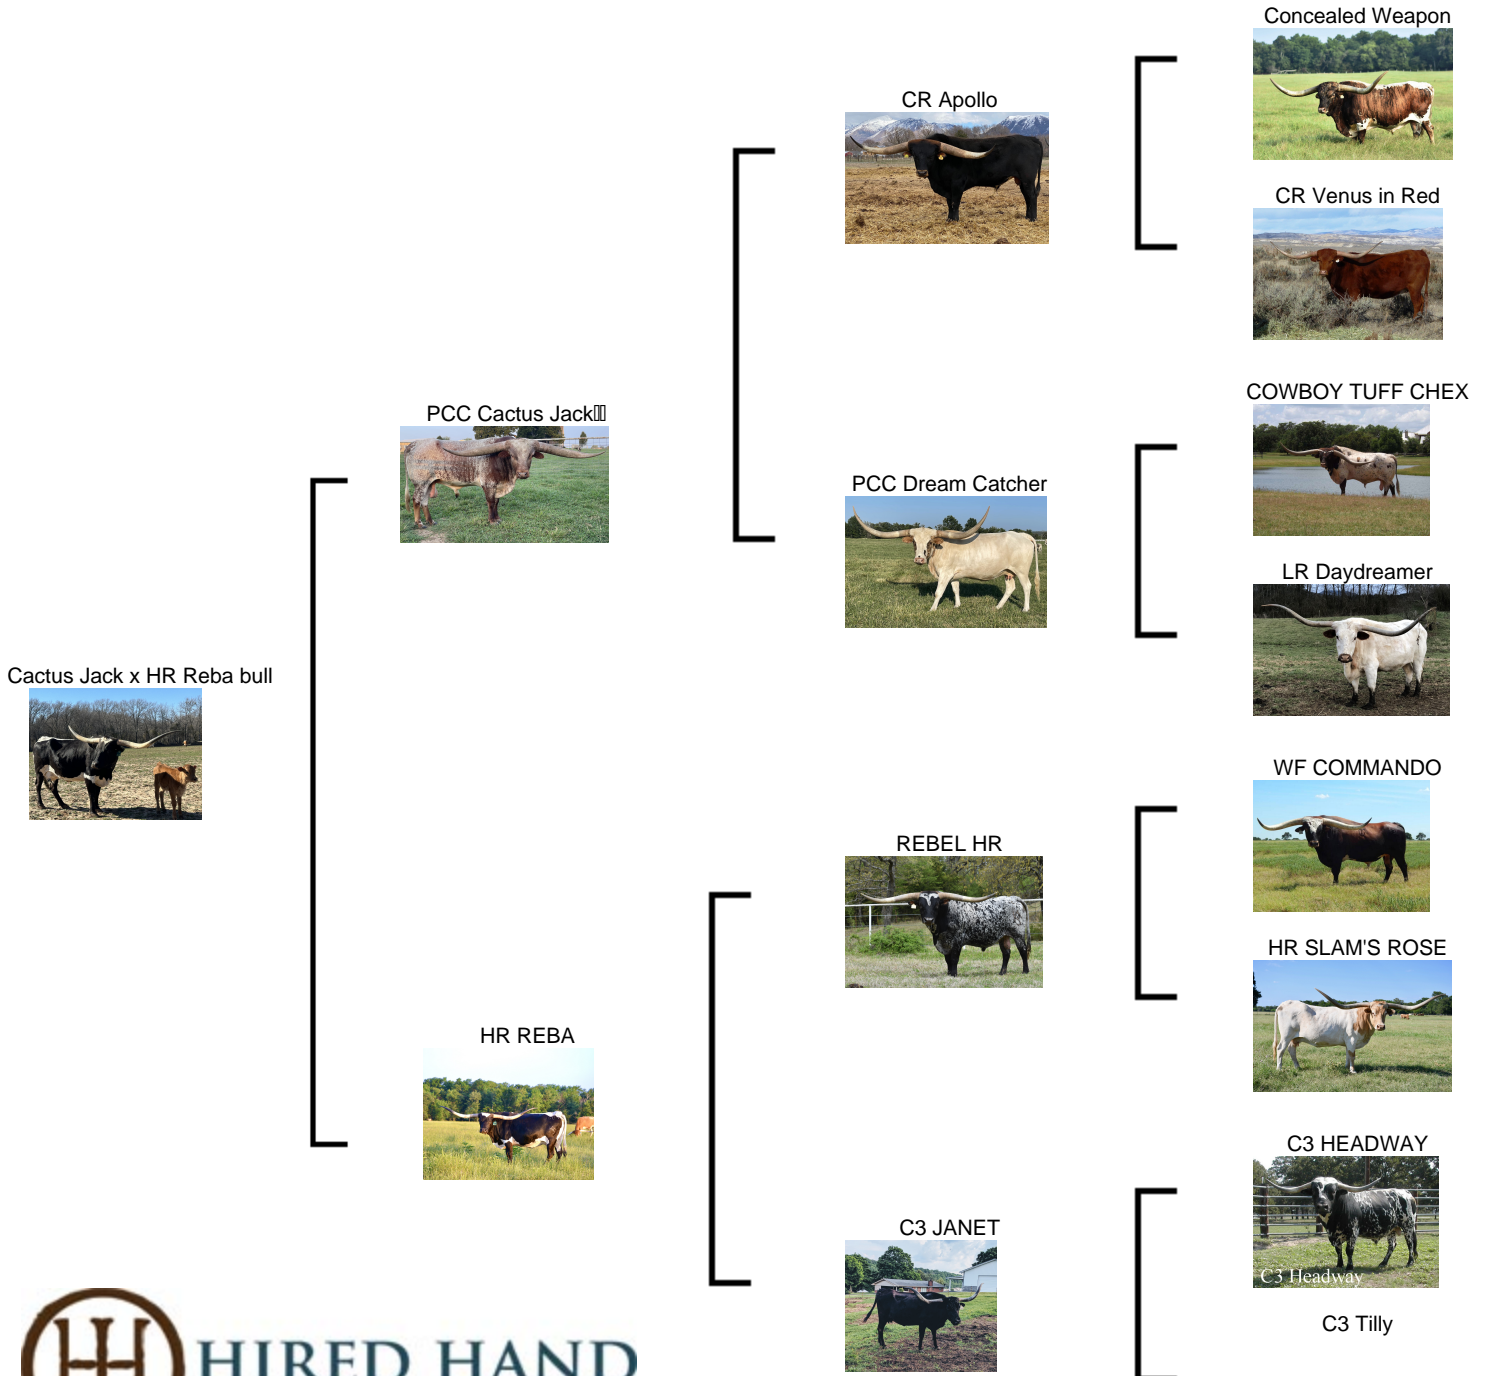 Concealed Weapon
CR Apollo
CR Venus in Red
COWBOY TUFF CHEX
PCC Cactus Jack
PCC Dream Catcher
LR Daydreamer
Cactus Jack x HR Reba bull
WF COMMANDO
REBEL HR
HR SLAM'S ROSE
HR REBA
C3 HEADWAY
C3 Headway
C3 JANET
C3 Tilly
HIRED HAND